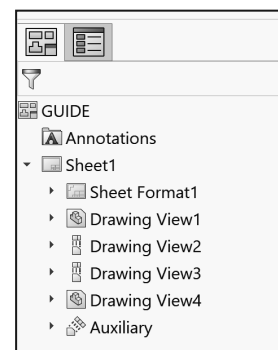 GUIDE
Annotations
Sheet1
Sheet Format1
Drawing View1
Drawing View2
Drawing View3
Drawing View4
Auxiliary